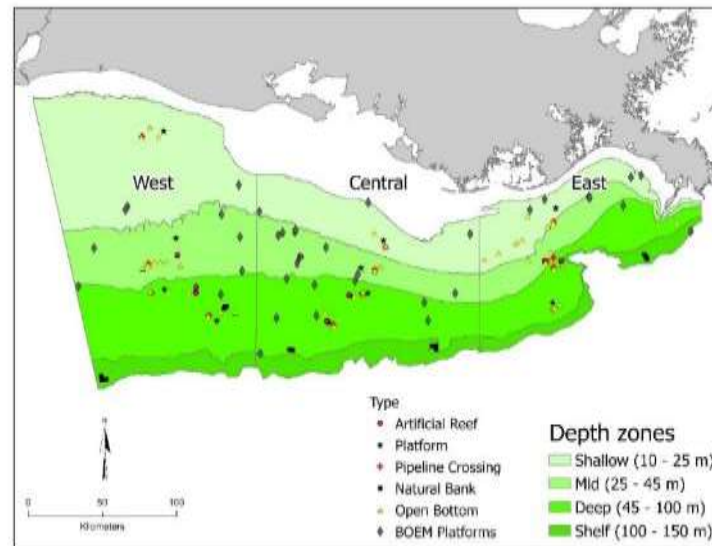 West
Central
East
Type
Artificial Reef
Platform
Pipeline Crossing
Natural Bank
Open Bottom
BOEM Platforms
Depth zones
Shallow (10 - 25 m)
Mid (25 - 45 m)
Deep (45 - 100 m)
Shelf (100 - 150 m)
0 50 100
Kilometers